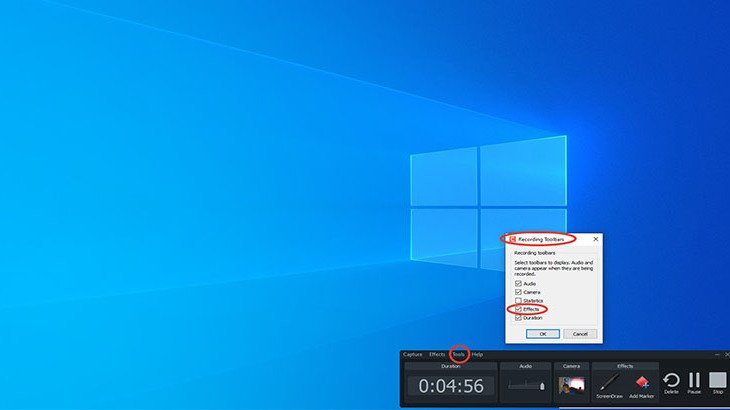 Recording Toolbars
Recording toolbars
Select toolbars to display. Audio and
camera appear when they are being
recorded.
Audio
Camera
Statistics
Effects
Duration
OK Cancel
Capture Effects Tools Help
Duration Audio Camera Effects
0:04:56
ScreenDraw Add Marker Delete Pause Stop